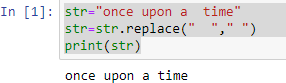 In [1]: str="once upon a  time"
str=str.replace("  "," ")
print(str)
once upon a time